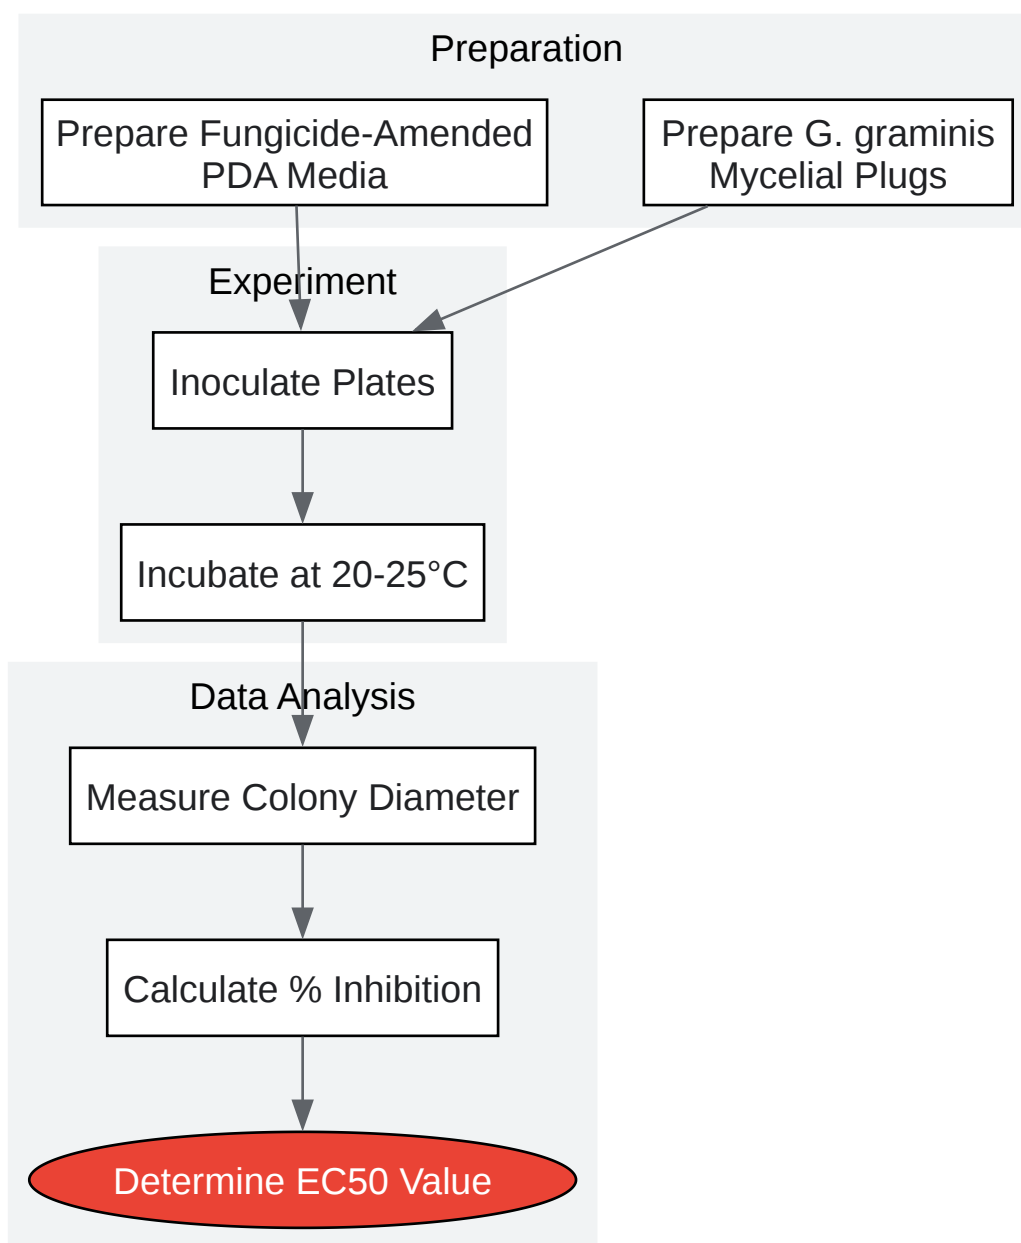 Preparation
Prepare Fungicide-Amended
PDA Media
Prepare G. graminis
Mycelial Plugs
Experiment
Inoculate Plates
Incubate at 20-25°C
Data Analysis
Measure Colony Diameter
Calculate % Inhibition
Determine EC50 Value